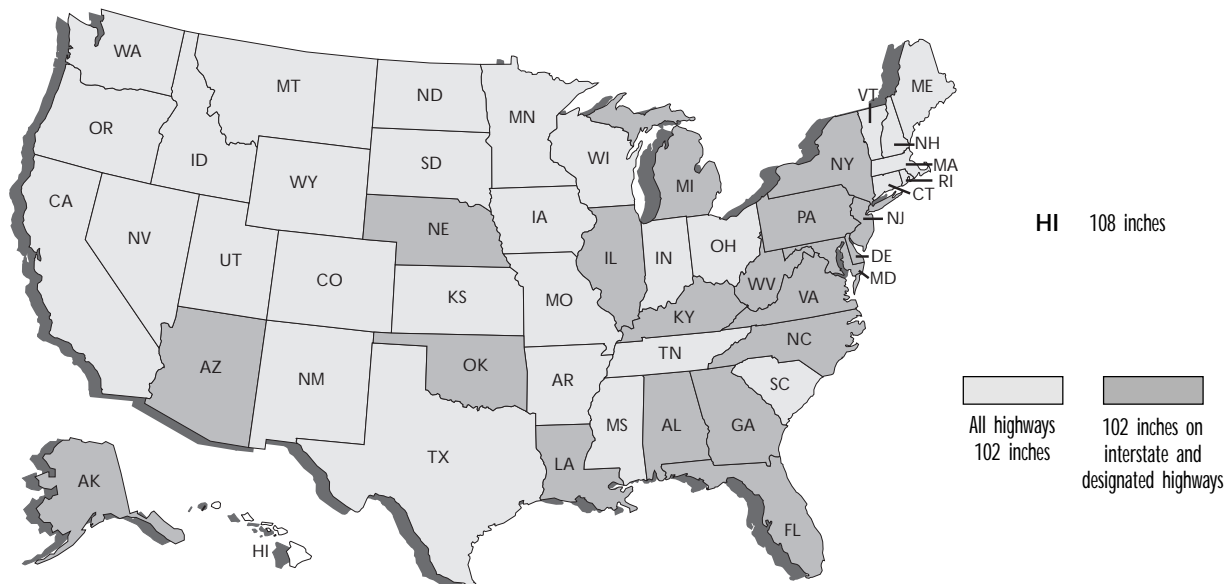 WA
MT
ND
MN
VT
ME
OR
ID
SD
WI
NY
NH
MA
RI
CT
WY
MI
CA
IA
PA
NJ
HI 108 inches
NV
NE
UT
IL
IN
OH
DE
MD
CO
WV
VA
KS
MO
KY
NC
TN
AZ
OK
NM
AR
SC
MS
AL
GA
All highways
102 inches
102 inches on
interstate and
designated highways
TX
LA
AK
FL
HI